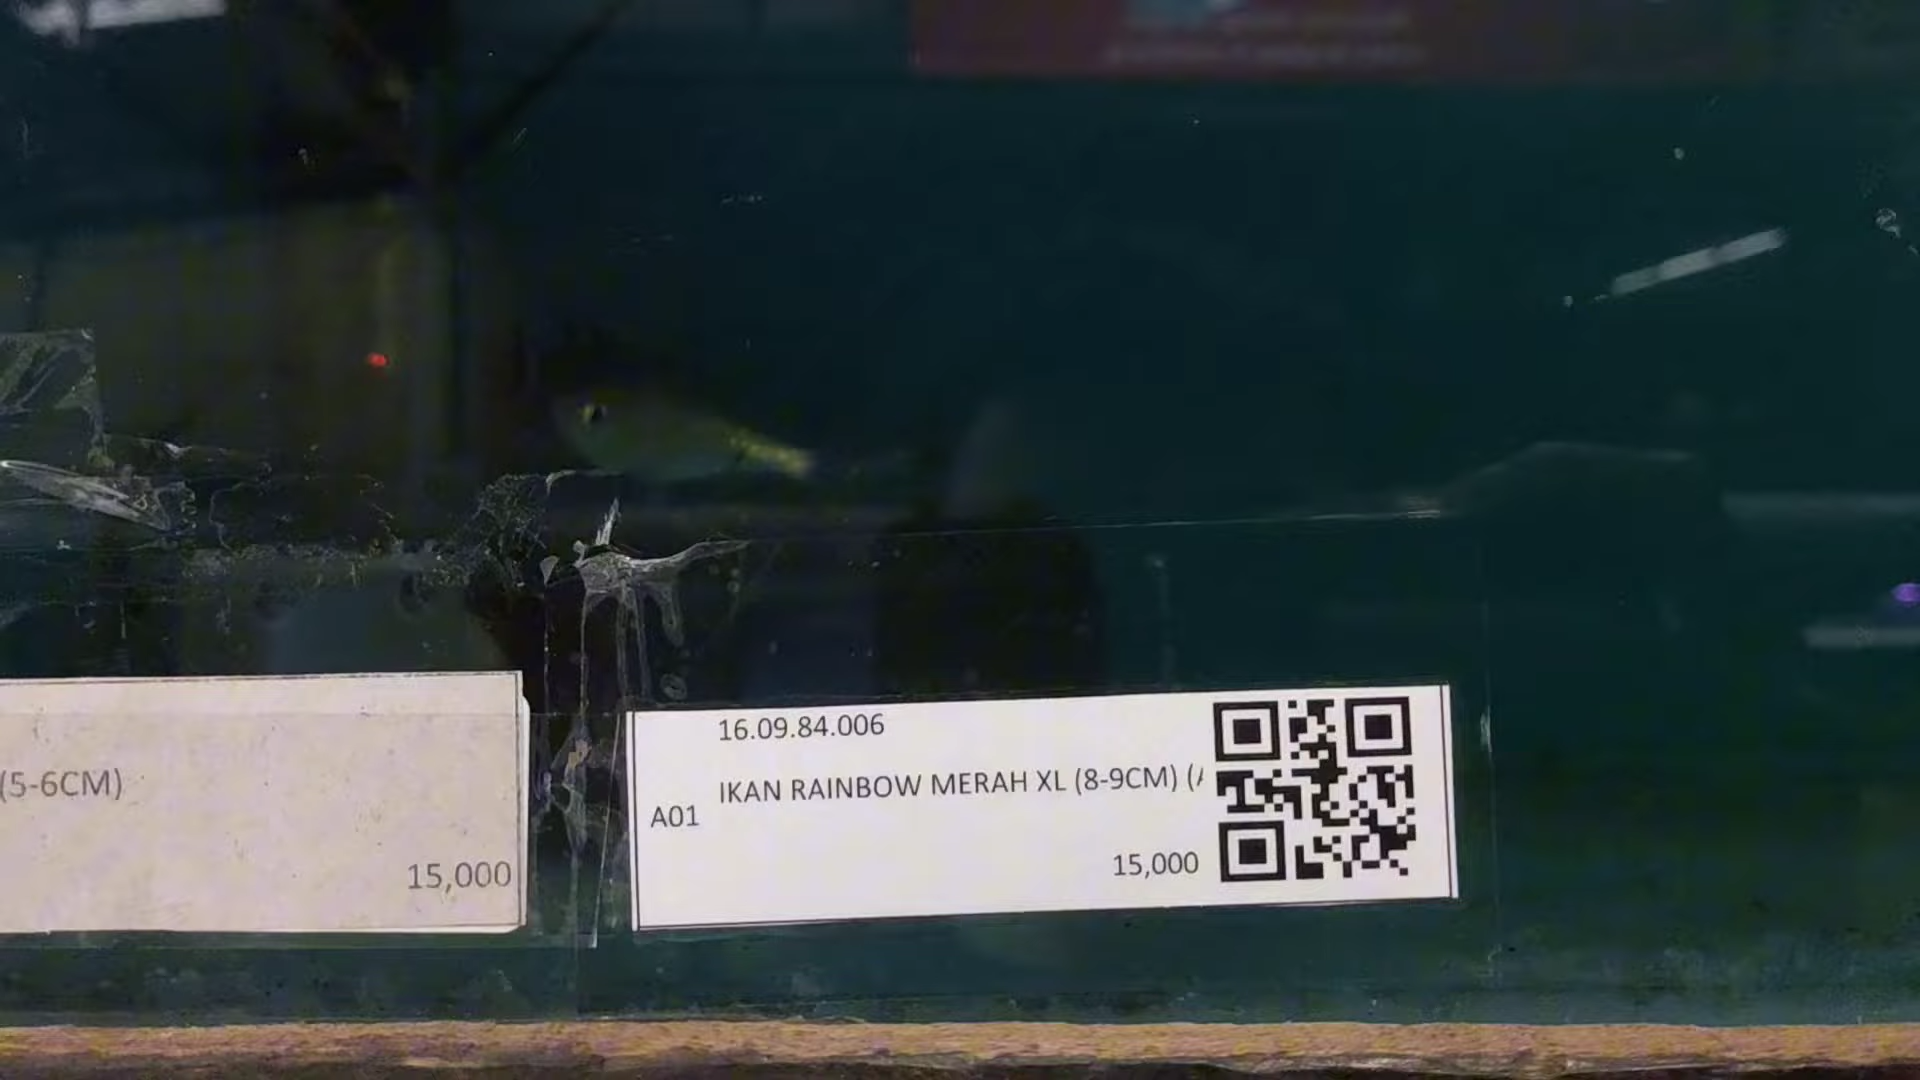 (5-6CM)
15,000
16.09.84.006
IKAN RAINBOW MERAH XL (8-9CM) (
A01
15,000